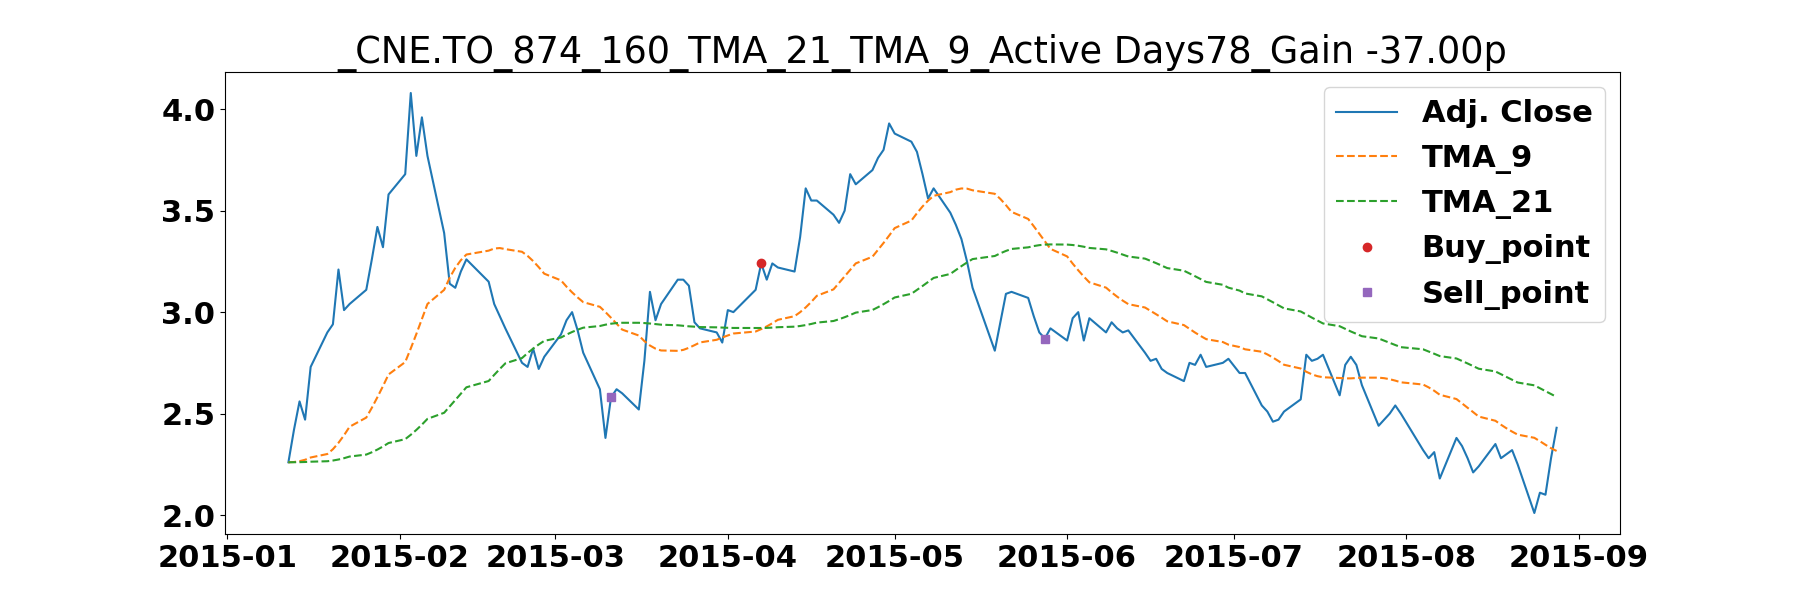 _CNE.TO_874_160_TMA_21_TMA_9_Active Days78_Gain -37.00p
4.0
3.5
3.0
2.5
2.0
Adj. Close
TMA_9
TMA_21
Buy_point
Sell_point
2015-01 2015-02 2015-03 2015-04 2015-05 2015-06 2015-07 2015-08 2015-09